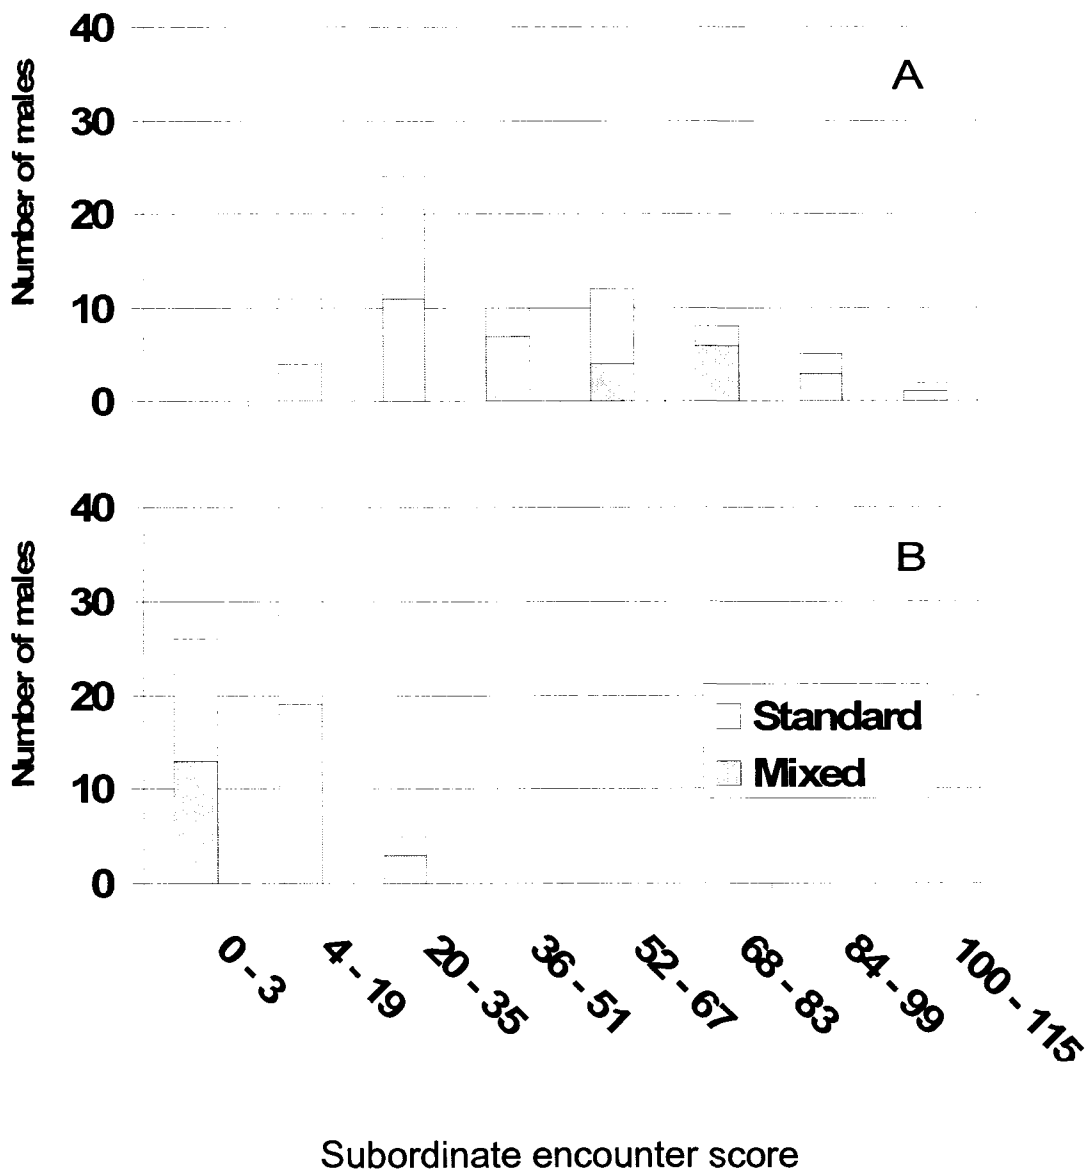 40
A
30
20
10
0
Number of males
40
B
30
20
10
0
Number of males
Standard
Mixed
0 - 3
4 - 19
20 - 35
36 - 51
52 - 67
68 - 83
84 - 99
100 - 115
Subordinate encounter score